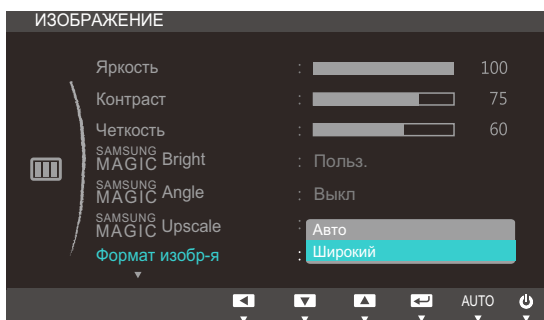 ИЗОБРАЖЕНИЕ
Яркость : 100
Контраст : 75
Четкость : 60
SAMSUNG MAGIC Bright : Польз.
SAMSUNG MAGIC Angle : Выкл
SAMSUNG MAGIC Upscale :
Авто
Формат изобр-я : Широкий
AUTO